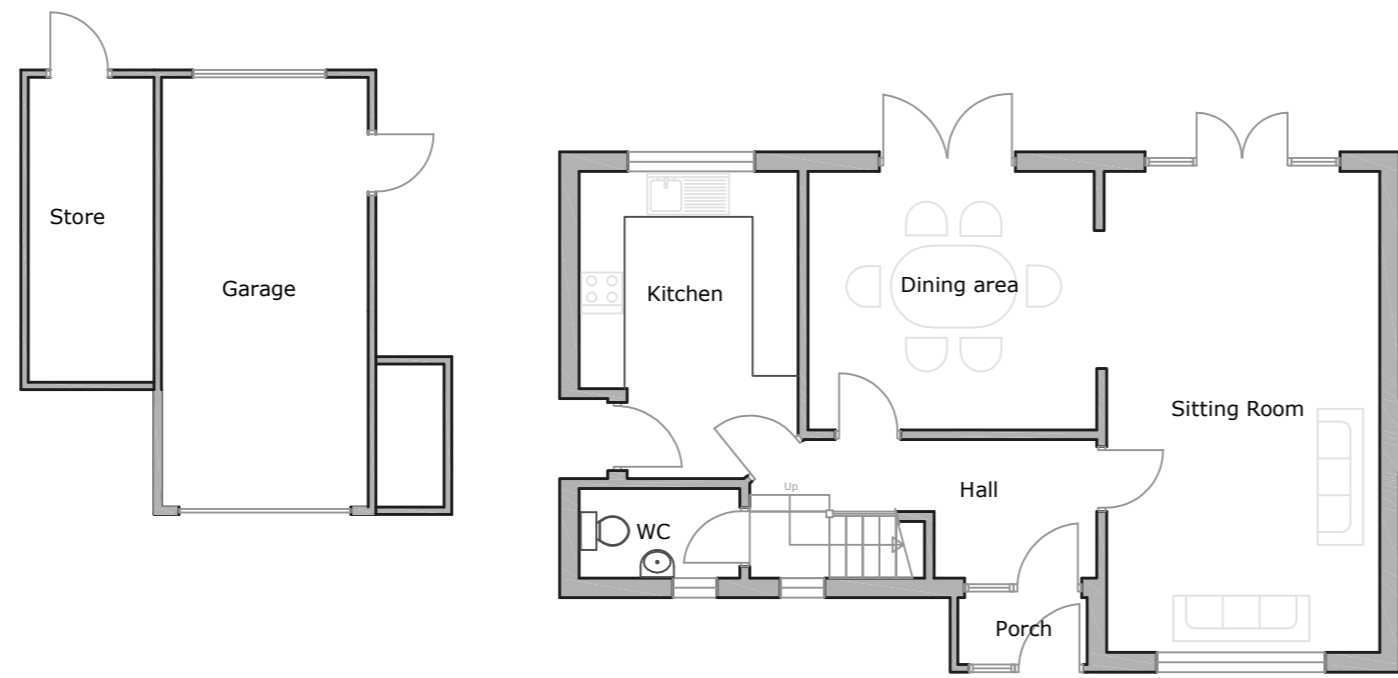 Store
Garage
Kitchen
Dining area
Sitting Room
Up
Hall
WC
Porch